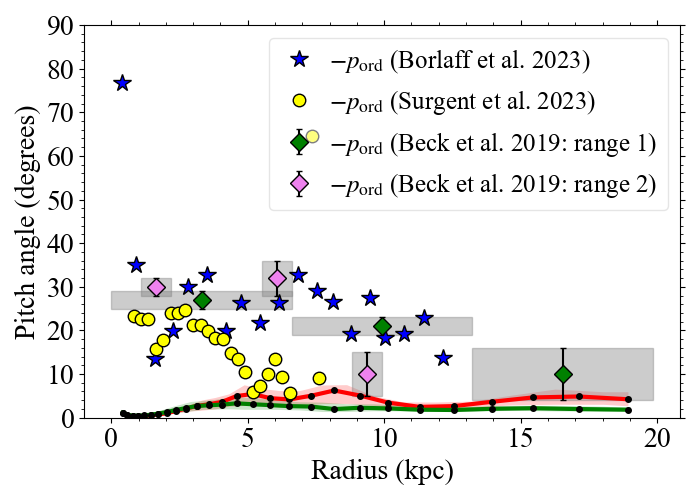 90
80
70
60
50
40
30
20
10
0
Pitch angle (degrees)
−p_ord (Borlaff et al. 2023)
−p_ord (Surgent et al. 2023)
−p_ord (Beck et al. 2019: range 1)
−p_ord (Beck et al. 2019: range 2)
0 5 10 15 20
Radius (kpc)